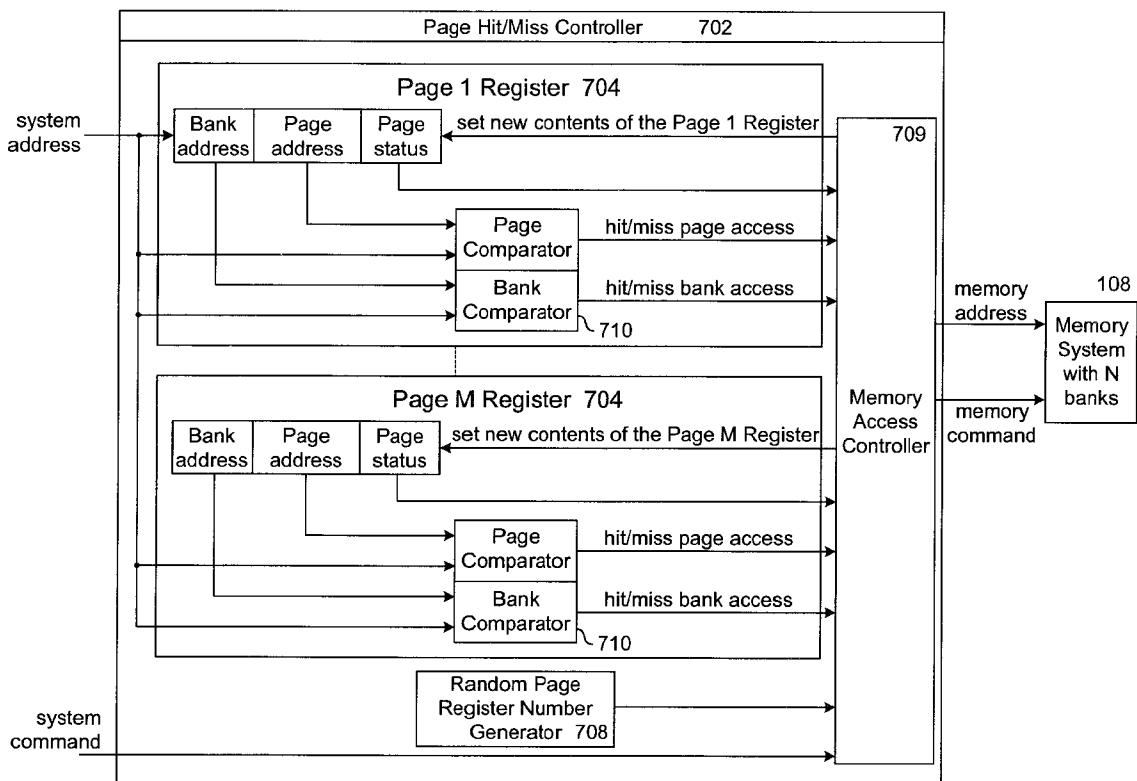 Page Hit/Miss Controller 702
Page 1 Register 704
system
address
Bank
address
Page
address
Page
status
set new contents of the Page 1 Register
709
Page
Comparator
hit/miss page access
Bank
Comparator
hit/miss bank access
710
memory
address
108
Memory
System
with N
banks
Page M Register 704
Memory
Access
Controller
memory
command
Bank
address
Page
address
Page
status
set new contents of the Page M Register
Page
Comparator
hit/miss page access
Bank
Comparator
hit/miss bank access
710
Random Page
Register Number
Generator 708
system
command